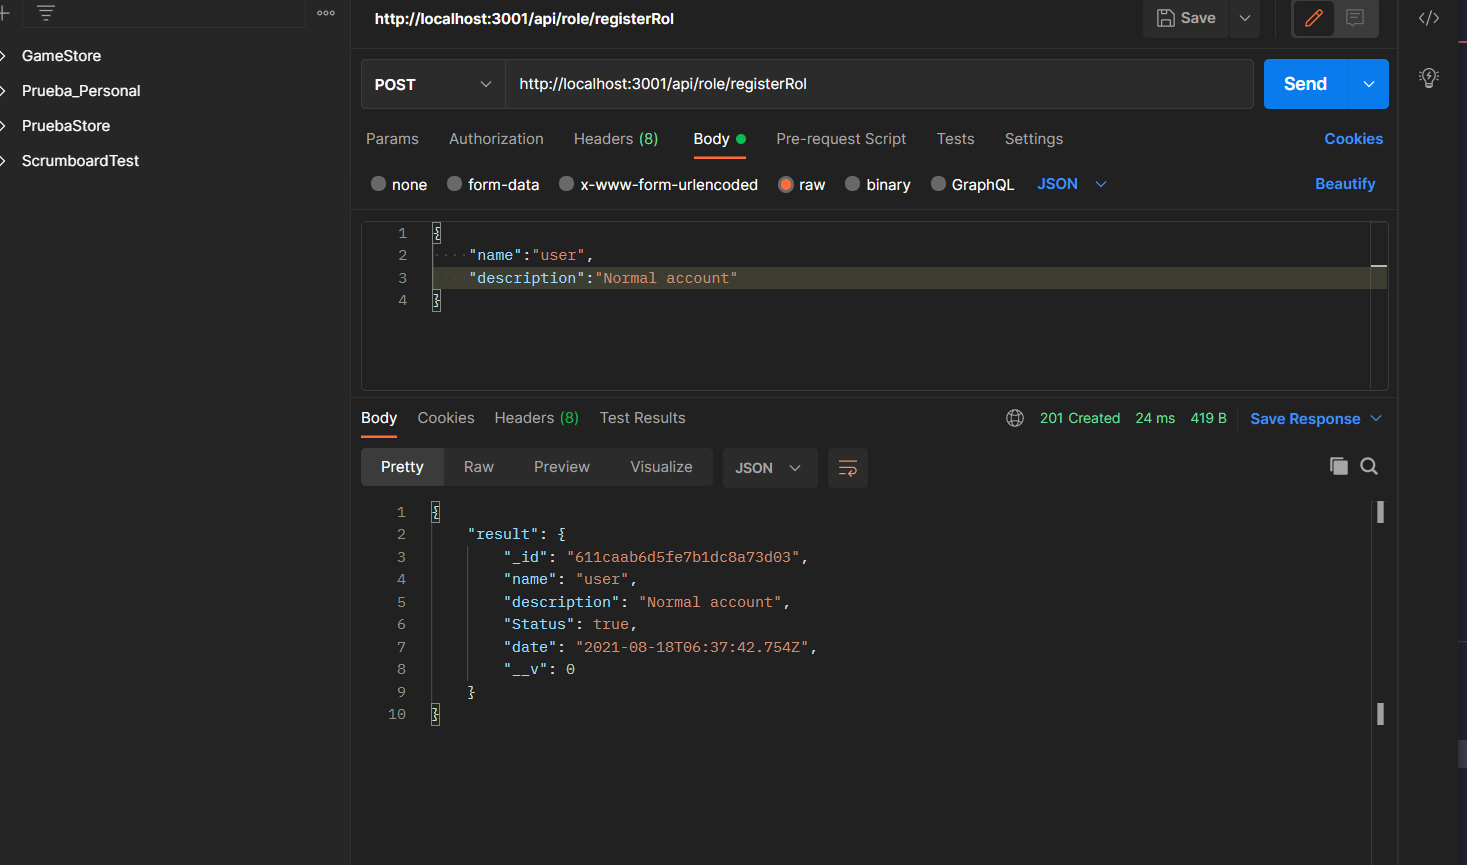 GameStore
Prueba_Personal
PruebaStore
ScrumboardTest
http://localhost:3001/api/role/registerRol
Save
POST
http://localhost:3001/api/role/registerRol
Send
Params Authorization Headers (8) Body Pre-request Script Tests Settings Cookies
none form-data x-www-form-urlencoded raw binary GraphQL JSON Beautify
1 {
2 "name":"user",
3 "description":"Normal account"
4 }
Body Cookies Headers (8) Test Results 201 Created 24 ms 419 B Save Response
Pretty Raw Preview Visualize JSON
1 {
2 "result": {
3 "_id": "611caab6d5fe7b1dc8a73d03",
4 "name": "user",
5 "description": "Normal account",
6 "Status": true,
7 "date": "2021-08-18T06:37:42.754Z",
8 "__v": 0
9 }
10 }